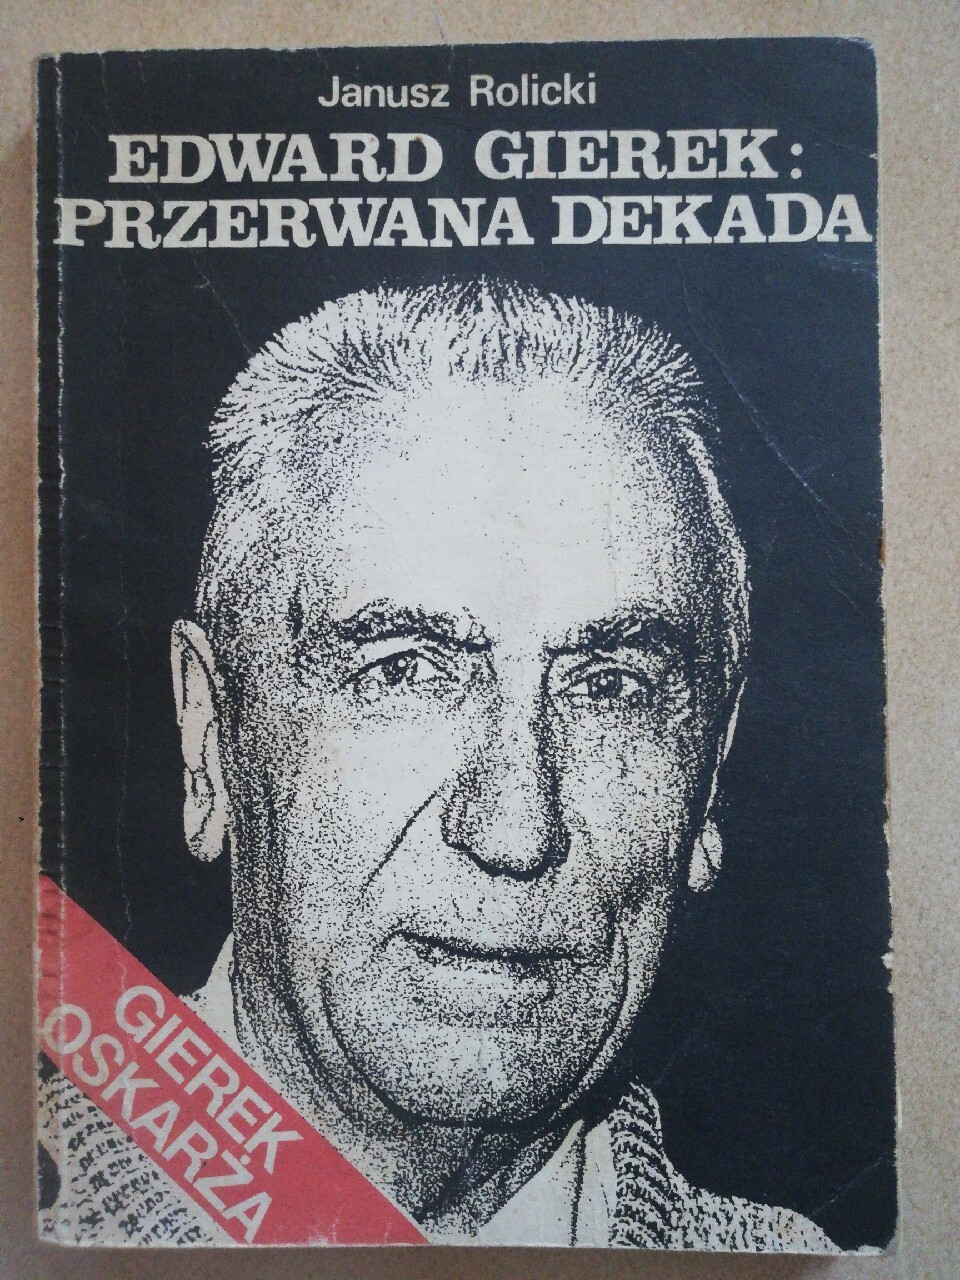 Janusz Rolicki
EDWARD GIEREK:
PRZERWANA DEKADA
GIEREK
OSKARŻA